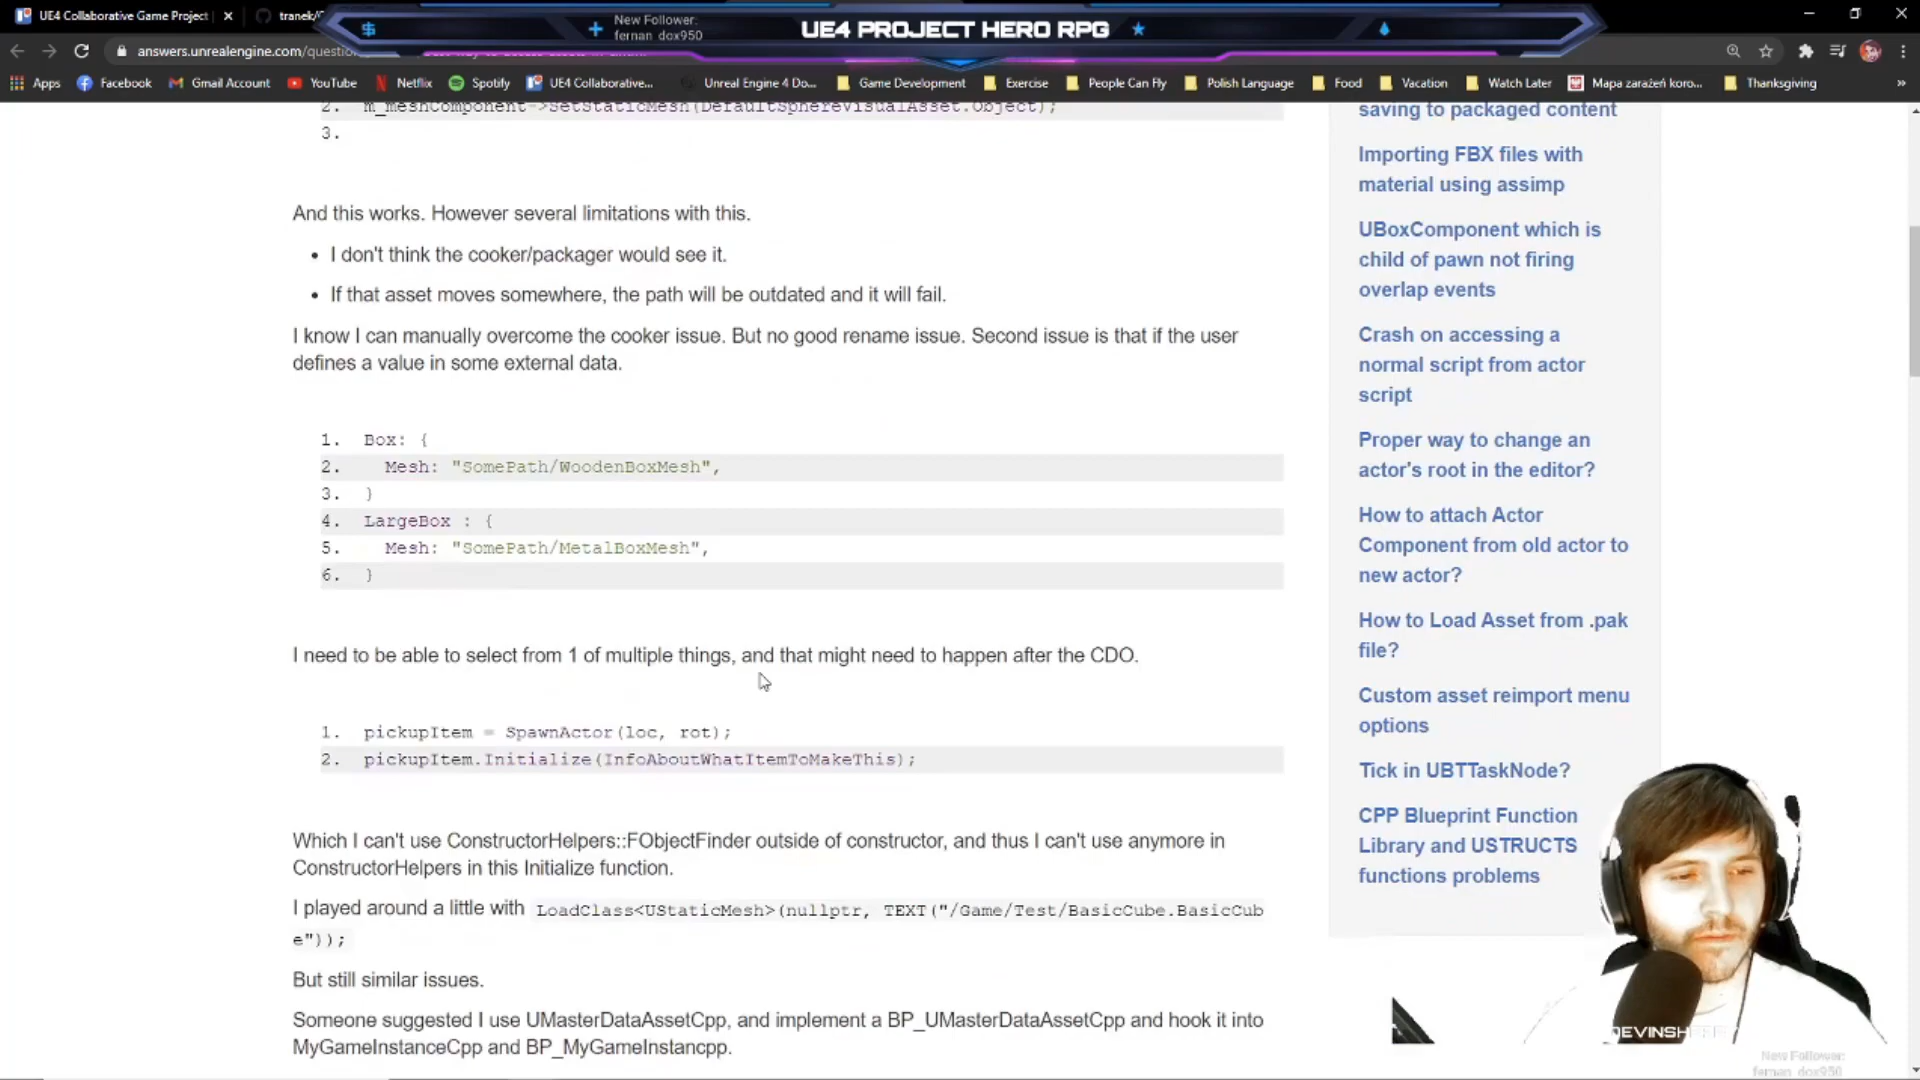 UE4 Collaborative Game Project
tranek/
New Follower:
fernan_dox950
UE4 PROJECT HERO RPG
answers.unrealengine.com/questio
Apps
Facebook
Gmail Account
YouTube
Netflix
Spotify
UE4 Collaborative...
Unreal Engine 4 Do...
Game Development
Exercise
People Can Fly
Polish Language
Food
Vacation
Watch Later
Mapa zarażeń koro...
Thanksgiving
2. m_meshComponent->SetStaticMesh(DefaultSphereVisualAsset.Object);
3.
And this works. However several limitations with this.
• I don't think the cooker/packager would see it.
• If that asset moves somewhere, the path will be outdated and it will fail.
I know I can manually overcome the cooker issue. But no good rename issue. Second issue is that if the user
defines a value in some external data.
1. Box: {
2. Mesh: "SomePath/WoodenBoxMesh",
3. }
4. LargeBox : {
5. Mesh: "SomePath/MetalBoxMesh",
6. }
I need to be able to select from 1 of multiple things, and that might need to happen after the CDO.
1. pickupItem = SpawnActor(loc, rot);
2. pickupItem.Initialize(InfoAboutWhatItemToMakeThis);
Which I can't use ConstructorHelpers::FObjectFinder outside of constructor, and thus I can't use anymore in
ConstructorHelpers in this Initialize function.
I played around a little with LoadClass<UStaticMesh>(nullptr, TEXT("/Game/Test/BasicCube.BasicCub
e"));
But still similar issues.
Someone suggested I use UMasterDataAssetCpp, and implement a BP_UMasterDataAssetCpp and hook it into
MyGameInstanceCpp and BP_MyGameInstancpp.
saving to packaged content
Importing FBX files with
material using assimp
UBoxComponent which is
child of pawn not firing
overlap events
Crash on accessing a
normal script from actor
script
Proper way to change an
actor's root in the editor?
How to attach Actor
Component from old actor to
new actor?
How to Load Asset from .pak
file?
Custom asset reimport menu
options
Tick in UBTTaskNode?
CPP Blueprint Function
Library and USTRUCTS
functions problems
New Follower:
fernan_dox950